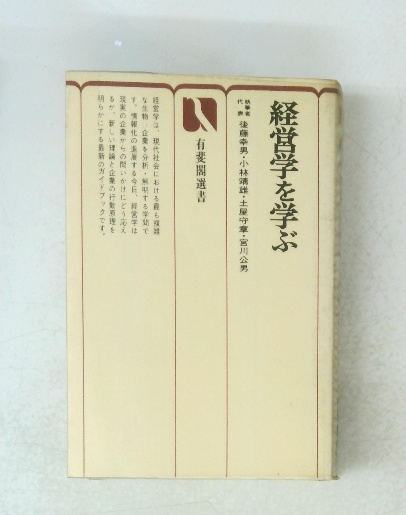 経営学を学ぶ
執筆者
代表
後藤幸男・小林靖雄・土屋守章・宮川公男
有斐閣選書
経営学は、現代社会における最も複雑
な生物―企業を分析・解明する学問で
す。情報化の進展する今日、経営学は
現実の企業からの問いかけにどう応え
るか。新しい理論と企業の行動原理を
明らかにする最新のガイドブックです。